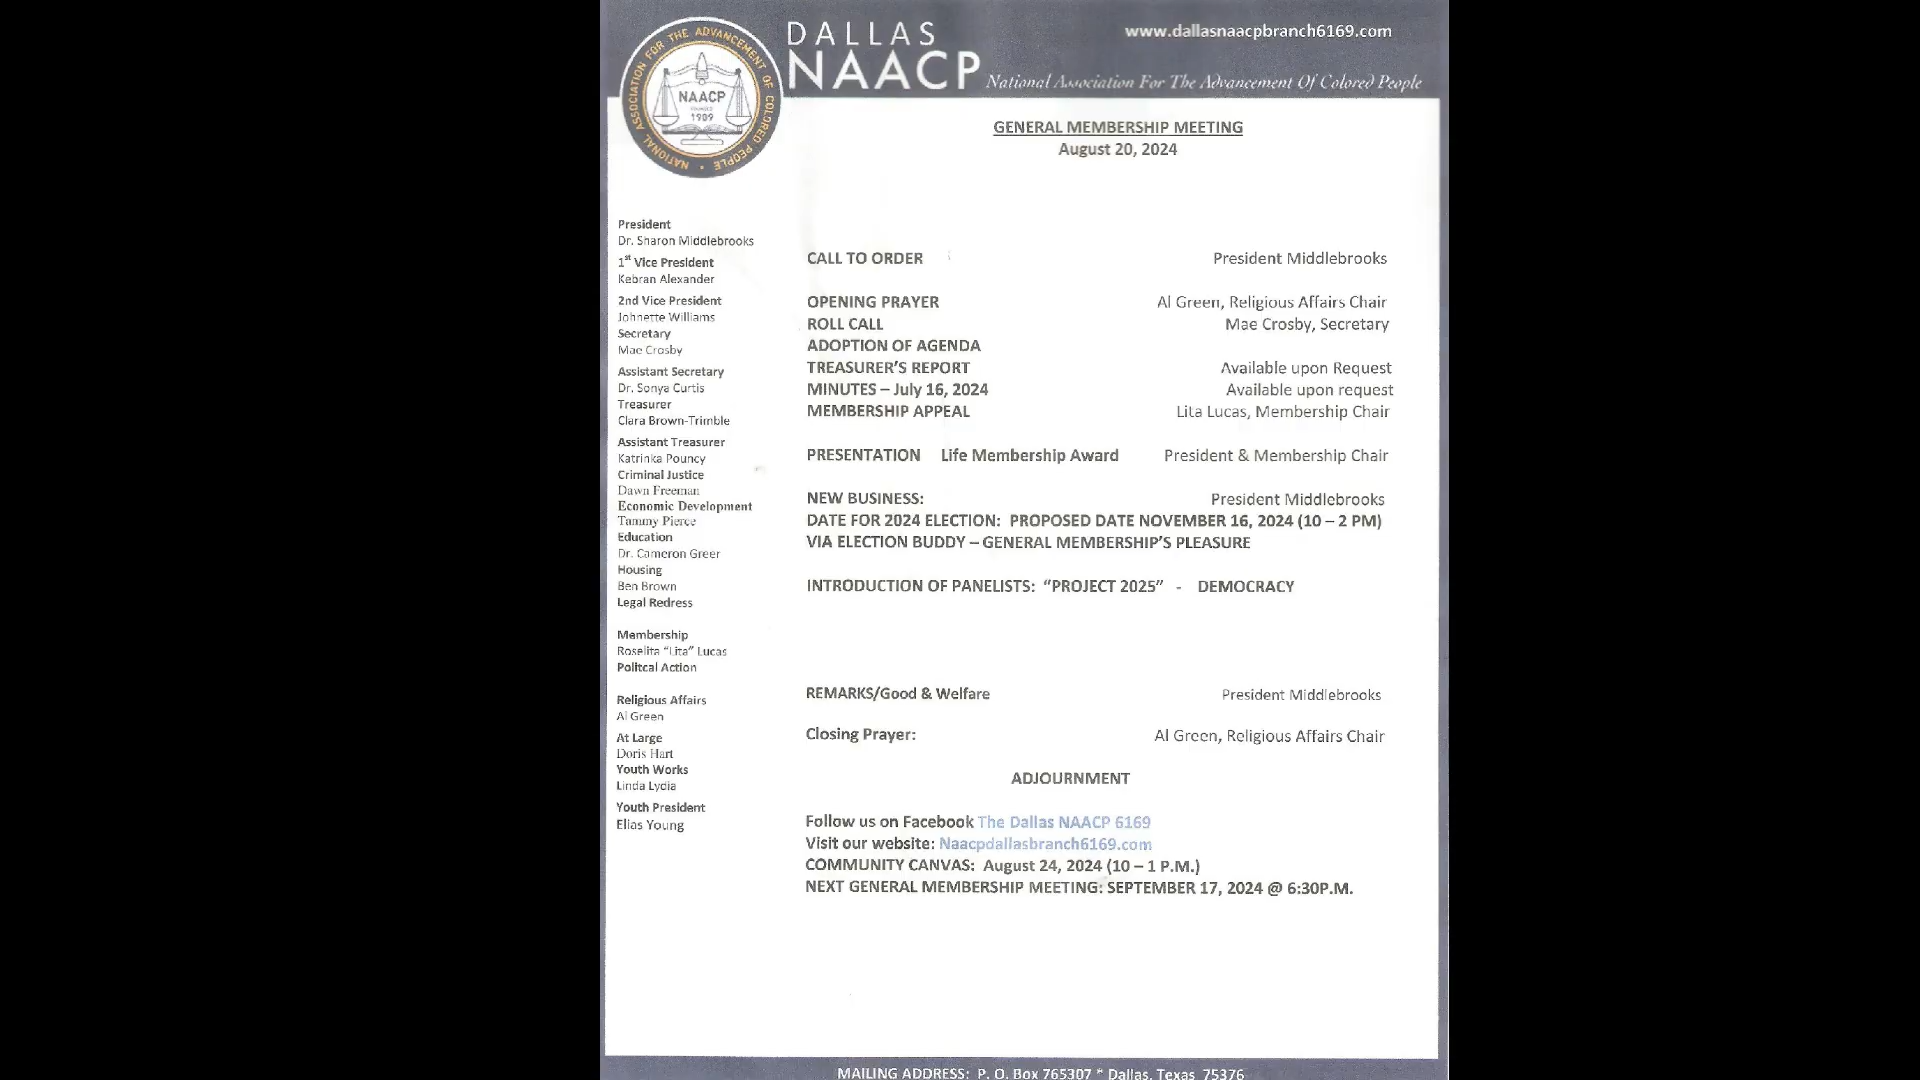 DALLAS
NAACP
www.dallasnaacpbranch6169.com
National Association For The Advancement Of Colored People
NATIONAL ASSOCIATION FOR THE ADVANCEMENT OF COLORED PEOPLE •
NAACP
FOUNDED
1909
GENERAL MEMBERSHIP MEETING
August 20, 2024
President
Dr. Sharon Middlebrooks
1st Vice President
Kebran Alexander
2nd Vice President
Johnette Williams
Secretary
Mae Crosby
Assistant Secretary
Dr. Sonya Curtis
Treasurer
Clara Brown-Trimble
Assistant Treasurer
Katrinka Pouncy
Criminal Justice
Dawn Freeman
Economic Development
Tammy Pierce
Education
Dr. Cameron Greer
Housing
Ben Brown
Legal Redress
Membership
Roselita “Lita” Lucas
Politcal Action
Religious Affairs
Al Green
At Large
Doris Hart
Youth Works
Linda Lydia
Youth President
Elias Young
CALL TO ORDER President Middlebrooks
OPENING PRAYER Al Green, Religious Affairs Chair
ROLL CALL Mae Crosby, Secretary
ADOPTION OF AGENDA
TREASURER’S REPORT Available upon Request
MINUTES – July 16, 2024 Available upon request
MEMBERSHIP APPEAL Lita Lucas, Membership Chair
PRESENTATION Life Membership Award President & Membership Chair
NEW BUSINESS: President Middlebrooks
DATE FOR 2024 ELECTION: PROPOSED DATE NOVEMBER 16, 2024 (10 – 2 PM)
VIA ELECTION BUDDY – GENERAL MEMBERSHIP’S PLEASURE
INTRODUCTION OF PANELISTS: “PROJECT 2025” - DEMOCRACY
REMARKS/Good & Welfare President Middlebrooks
Closing Prayer: Al Green, Religious Affairs Chair
ADJOURNMENT
Follow us on Facebook The Dallas NAACP 6169
Visit our website: Naacpdallasbranch6169.com
COMMUNITY CANVAS: August 24, 2024 (10 – 1 P.M.)
NEXT GENERAL MEMBERSHIP MEETING: SEPTEMBER 17, 2024 @ 6:30P.M.
MAILING ADDRESS: P. O. Box 765307 * Dallas, Texas 75376